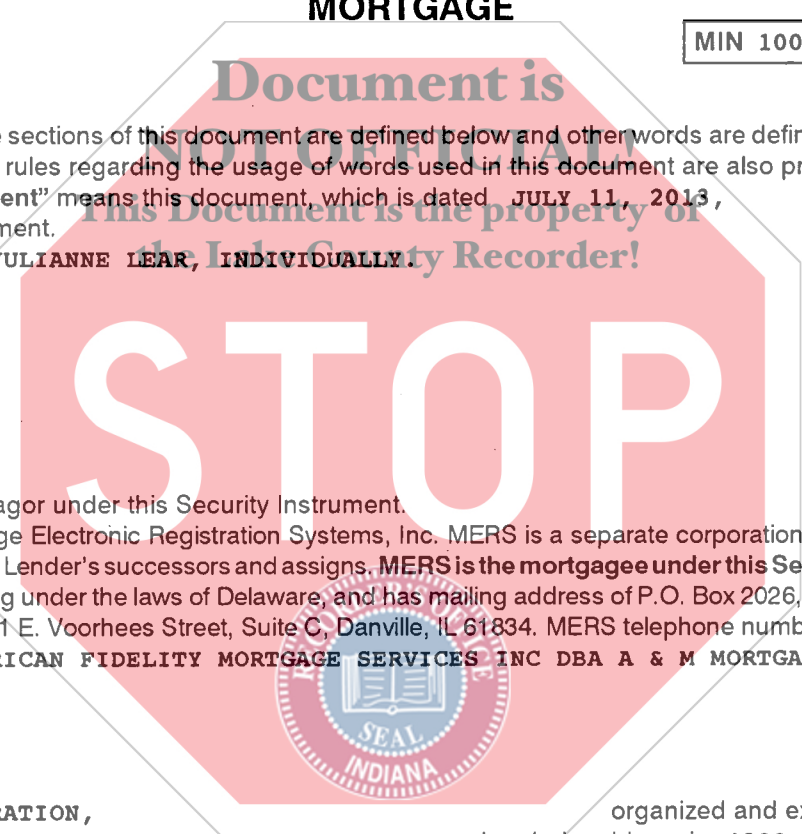 MORTGAGE
MIN 100
Document is
sections of this document are defined below and other words are defin
NOT OFFICIAL!
rules regarding the usage of words used in this document are also pr
ent" means this document, which is dated JULY 11, 2013,
This Document is the property of
ment.
the Lake County Recorder!
ULIANNE LEAR, INDIVIDUALLY.
STOP
agor under this Security Instrument.
ge Electronic Registration Systems, Inc. MERS is a separate corporation
Lender's successors and assigns. MERS is the mortgagee under this Se
g under the laws of Delaware, and has mailing address of P.O. Box 2026,
1 E. Voorhees Street, Suite C, Danville, IL 61834. MERS telephone numb
RICAN FIDELITY MORTGAGE SERVICES INC DBA A & M MORTGA
RECORDER'S OFFICE
SEAL
INDIANA
RATION,
organized and ex